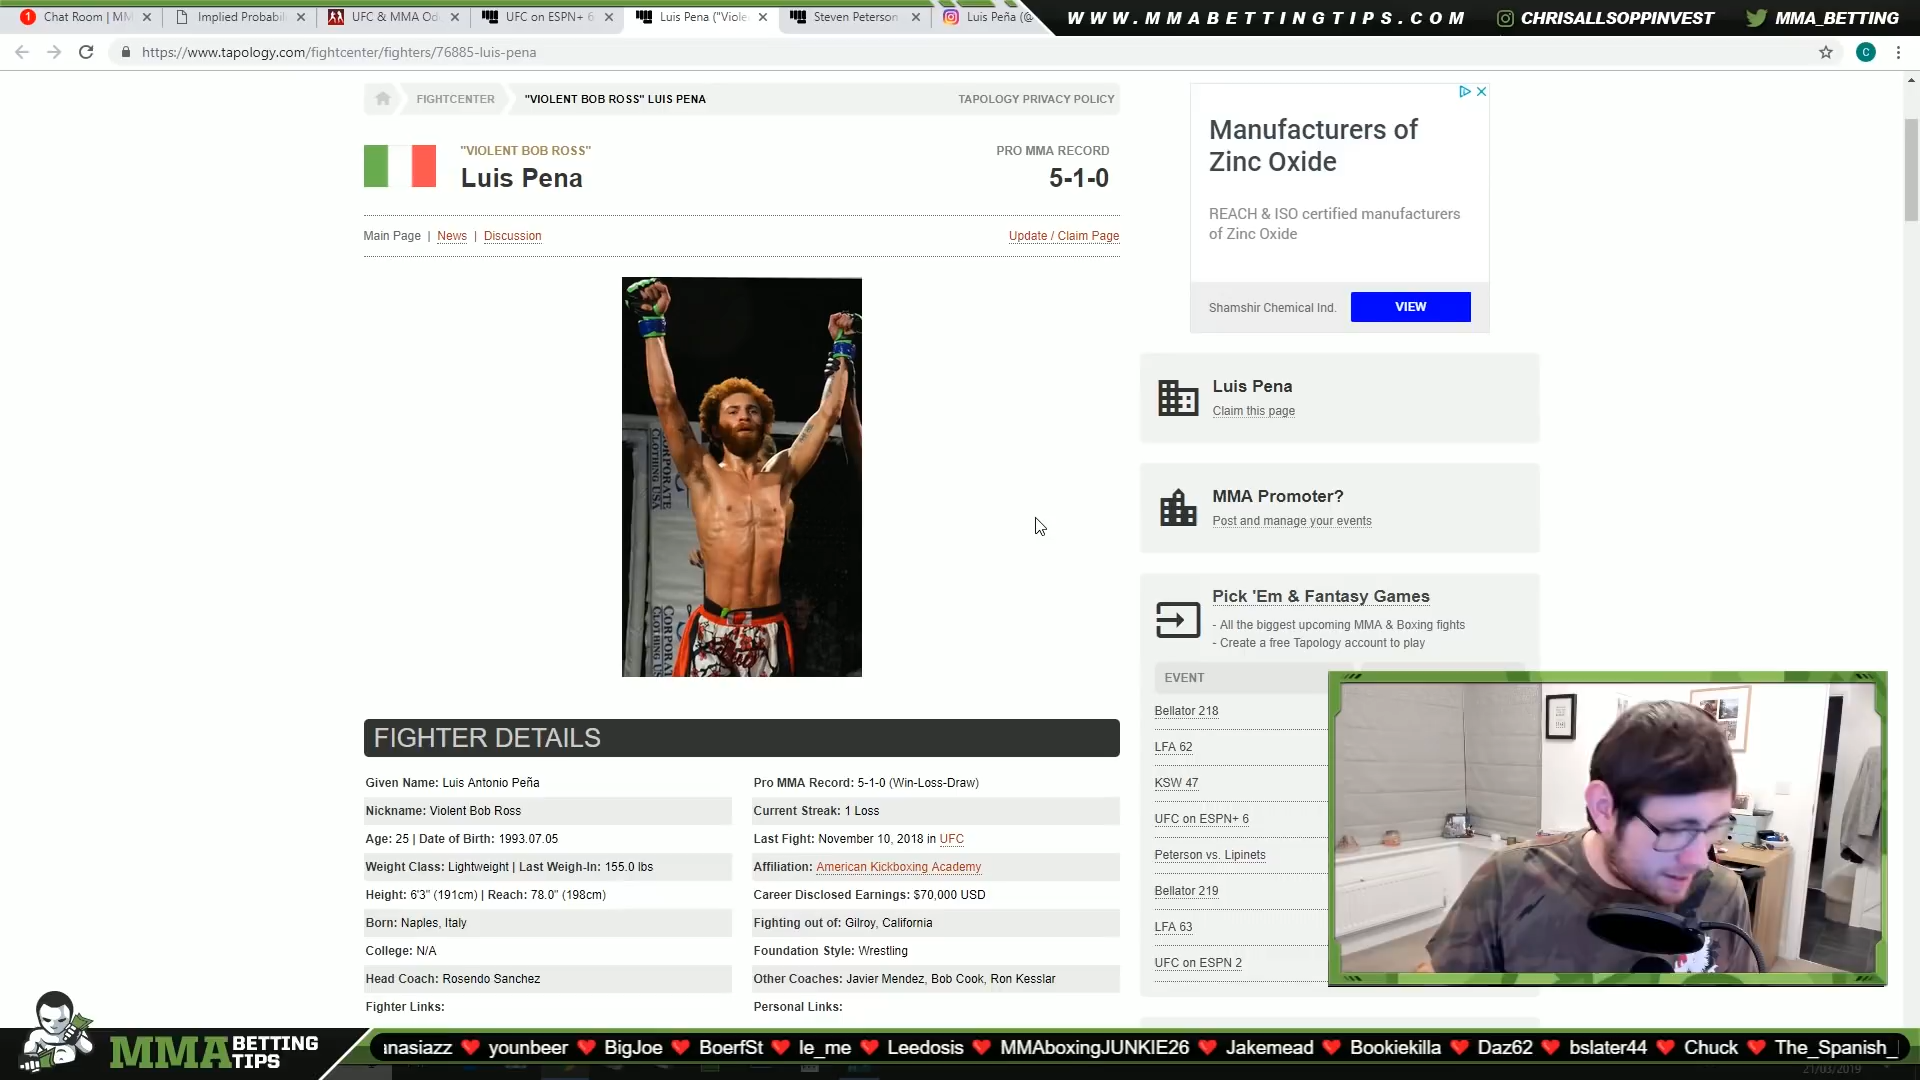 Chat Room | MM
Implied Probabil
UFC & MMA Od
UFC on ESPN+ 6
Luis Pena ("Viole
Steven Peterson
Luis Peña (@
WWW.MMABETTINGTIPS.COM
CHRISALLSOPPINVEST
MMA_BETTING
https://www.tapology.com/fightcenter/fighters/76885-luis-pena
C
FIGHTCENTER
"VIOLENT BOB ROSS" LUIS PENA
TAPOLOGY PRIVACY POLICY
"VIOLENT BOB ROSS"
Luis Pena
PRO MMA RECORD
5-1-0
Main Page | News | Discussion
Update / Claim Page
CORPORATE
CLOTHING USA
FIGHTER DETAILS
Given Name: Luis Antonio Peña
Pro MMA Record: 5-1-0 (Win-Loss-Draw)
Nickname: Violent Bob Ross
Current Streak: 1 Loss
Age: 25 | Date of Birth: 1993.07.05
Last Fight: November 10, 2018 in UFC
Weight Class: Lightweight | Last Weigh-In: 155.0 lbs
Affiliation: American Kickboxing Academy
Height: 6'3" (191cm) | Reach: 78.0" (198cm)
Career Disclosed Earnings: $70,000 USD
Born: Naples, Italy
Fighting out of: Gilroy, California
College: N/A
Foundation Style: Wrestling
Head Coach: Rosendo Sanchez
Other Coaches: Javier Mendez, Bob Cook, Ron Kesslar
Fighter Links:
Personal Links:
Manufacturers of
Zinc Oxide
REACH & ISO certified manufacturers
of Zinc Oxide
Shamshir Chemical Ind.
VIEW
Luis Pena
Claim this page
MMA Promoter?
Post and manage your events
Pick 'Em & Fantasy Games
- All the biggest upcoming MMA & Boxing fights
- Create a free Tapology account to play
EVENT
Bellator 218
LFA 62
KSW 47
UFC on ESPN+ 6
Peterson vs. Lipinets
Bellator 219
LFA 63
UFC on ESPN 2
MMA BETTING TIPS
anasiazz ❤ younbeer ❤ BigJoe ❤ BoerfSt ❤ le_me ❤ Leedosis ❤ MMAboxingJUNKIE26 ❤ Jakemead ❤ Bookiekilla ❤ Daz62 ❤ bslater44 ❤ Chuck ❤ The_Spanish_
21/03/2019